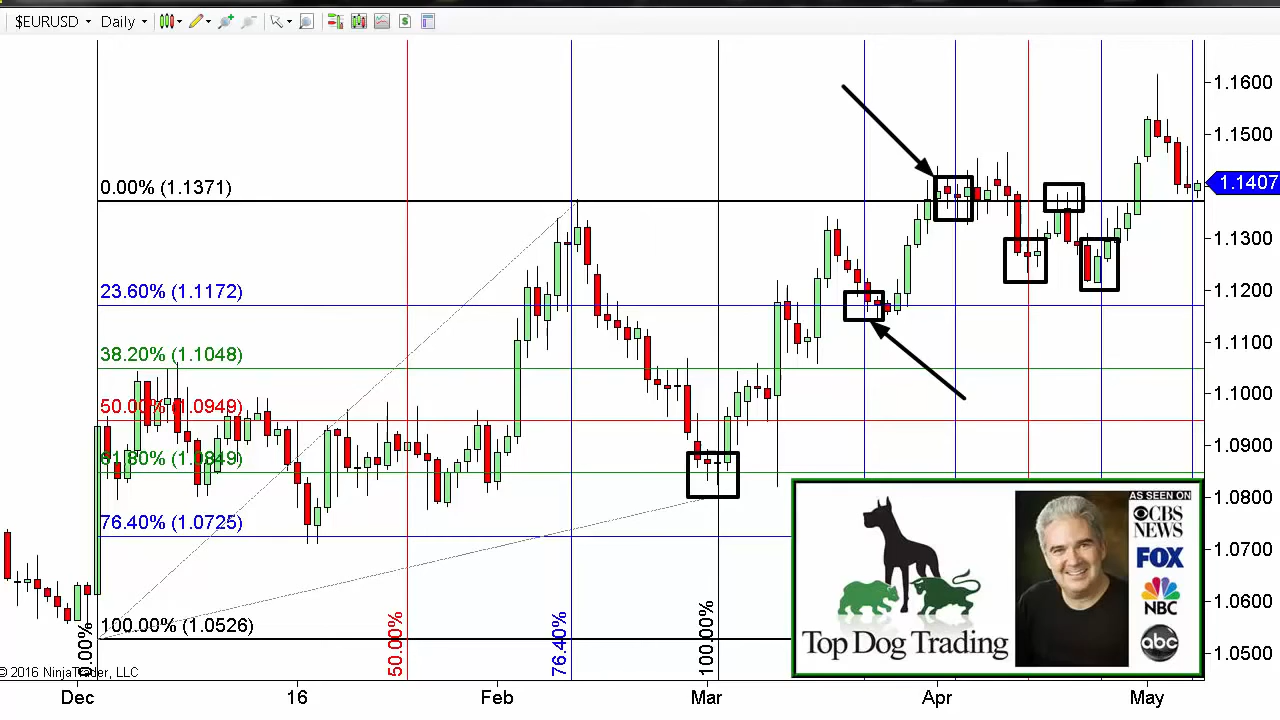 $EURUSD Daily
1.1600
1.1500
1.1407
1.1300
1.1200
1.1100
1.1000
1.0900
1.0800
1.0700
1.0600
1.0500
0.00% (1.1371)
23.60% (1.1172)
38.20% (1.1048)
50.00% (1.0949)
61.80% (1.0849)
76.40% (1.0725)
100.00% (1.0526)
0.00%
50.00%
76.40%
100.00%
© 2016 NinjaTrader, LLC
Dec 16 Feb Mar Apr May
Top Dog Trading
AS SEEN ON
CBS
NEWS
FOX
NBC
abc